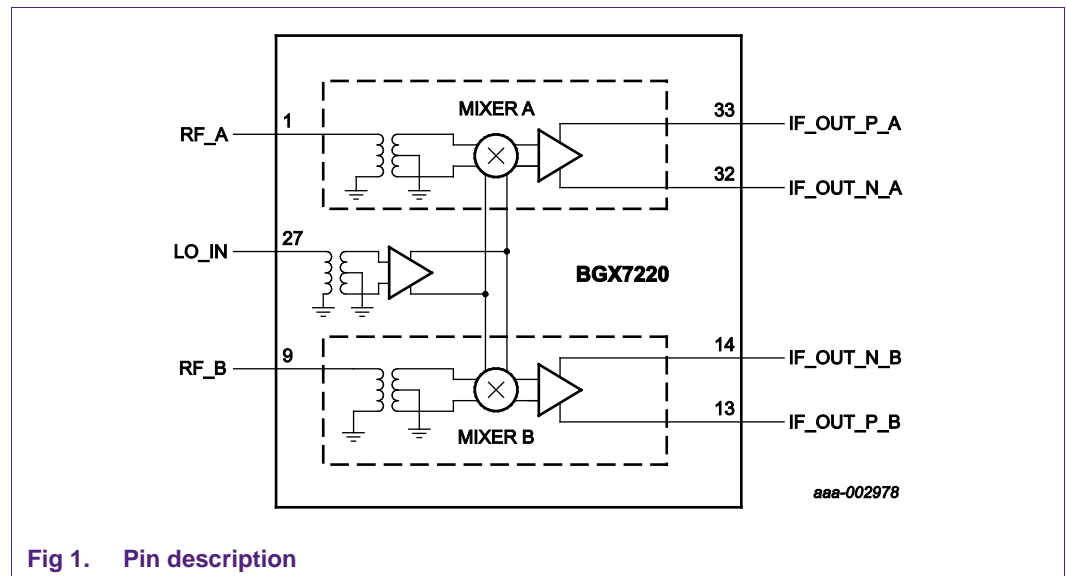 MIXER A
RF_A
1
33
IF_OUT_P_A
32
IF_OUT_N_A
LO_IN
27
BGX7220
RF_B
9
14
IF_OUT_N_B
13
IF_OUT_P_B
MIXER B
aaa-002978
Fig 1. Pin description